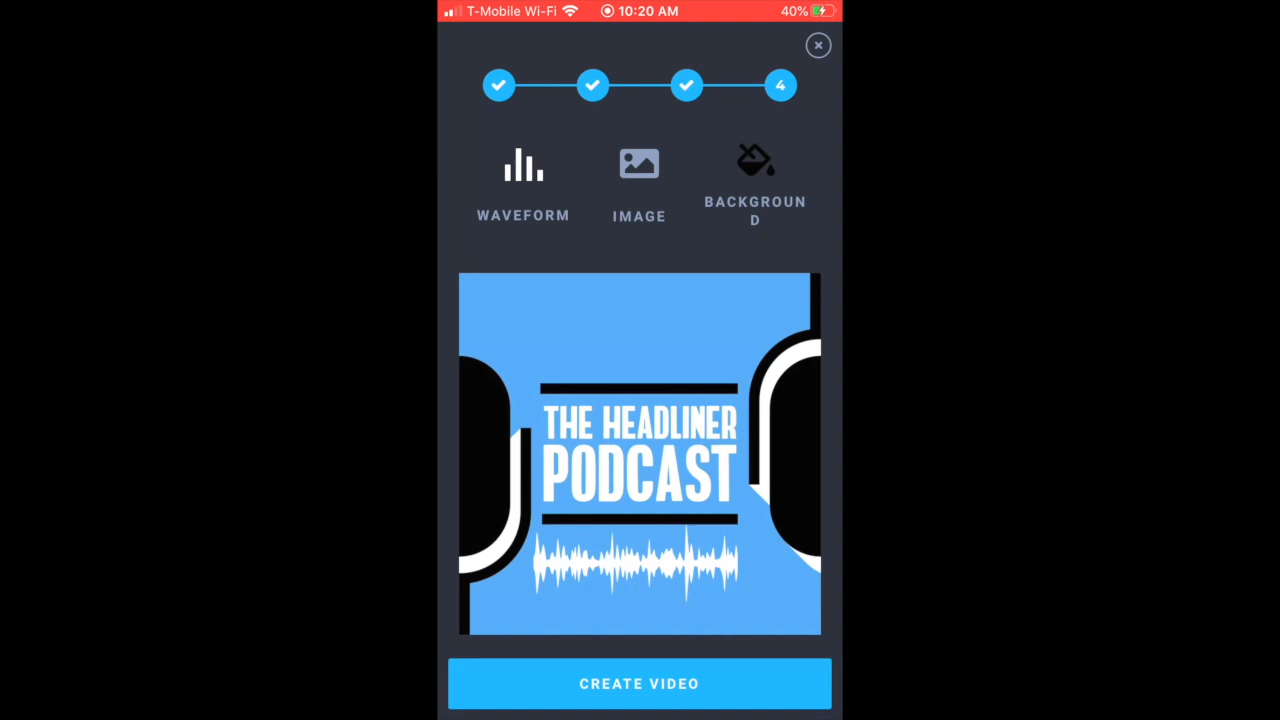 T-Mobile Wi-Fi 10:20 AM 40%
4
WAVEFORM IMAGE BACKGROUN
D
THE HEADLINER
PODCAST
CREATE VIDEO